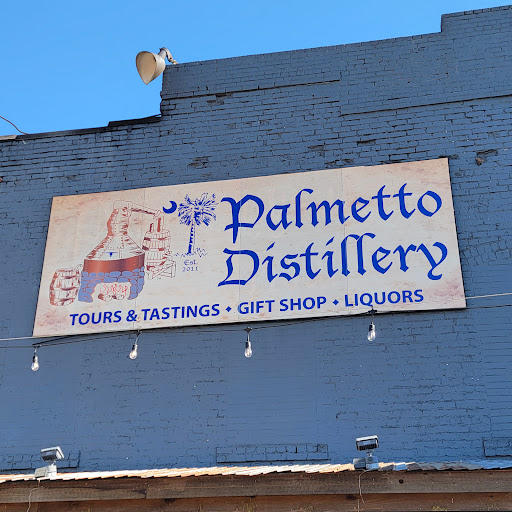 Palmetto
Distillery
Est.
2011
TOURS & TASTINGS • GIFT SHOP • LIQUORS